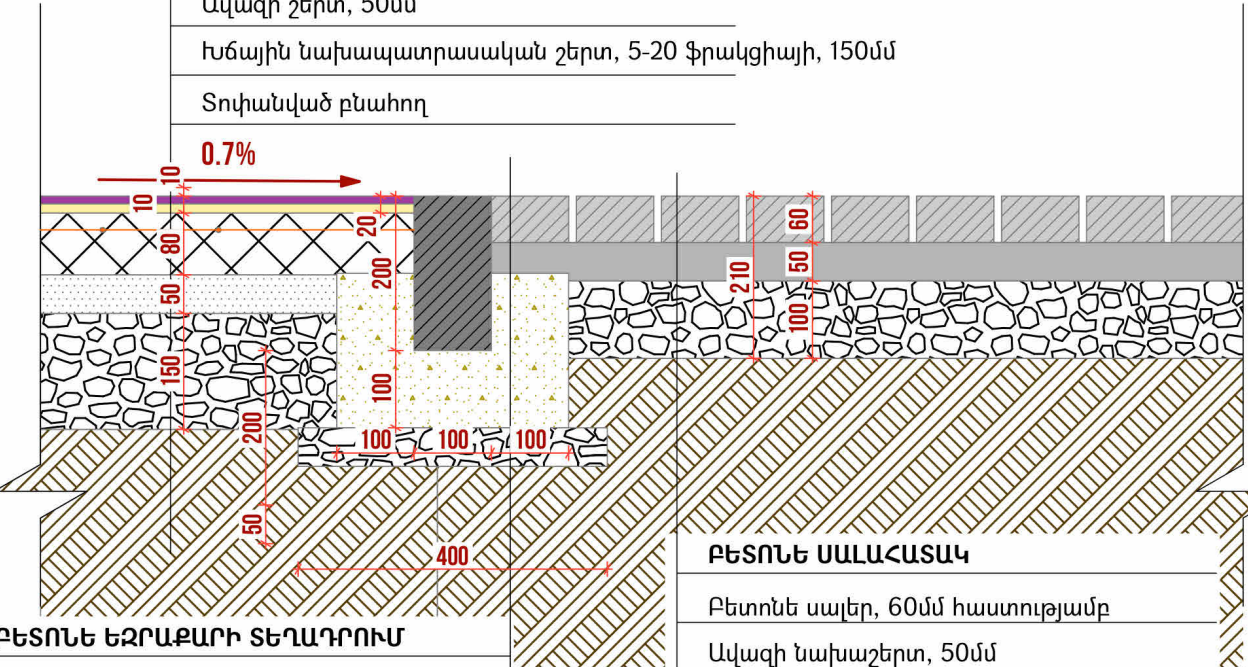 Ավազի շերտ, 50մմ
Խճային նախապատրասական շերտ, 5-20 ֆրակցիայի, 150մմ
Տոփանված բնահող
0.7%
10
10
80
50
150
200
50
20
200
100
100 100 100
400
210
60
50
100
ԲԵՏՈՆԵ ՍԱԼԱՀԱՏԱԿ
Բետոնե սալեր, 60մմ հաստությամբ
Ավազի նախաշերտ, 50մմ
ԲԵՏՈՆԵ ԵԶՐԱՔԱՐԻ ՏԵՂԱԴՐՈՒՄ